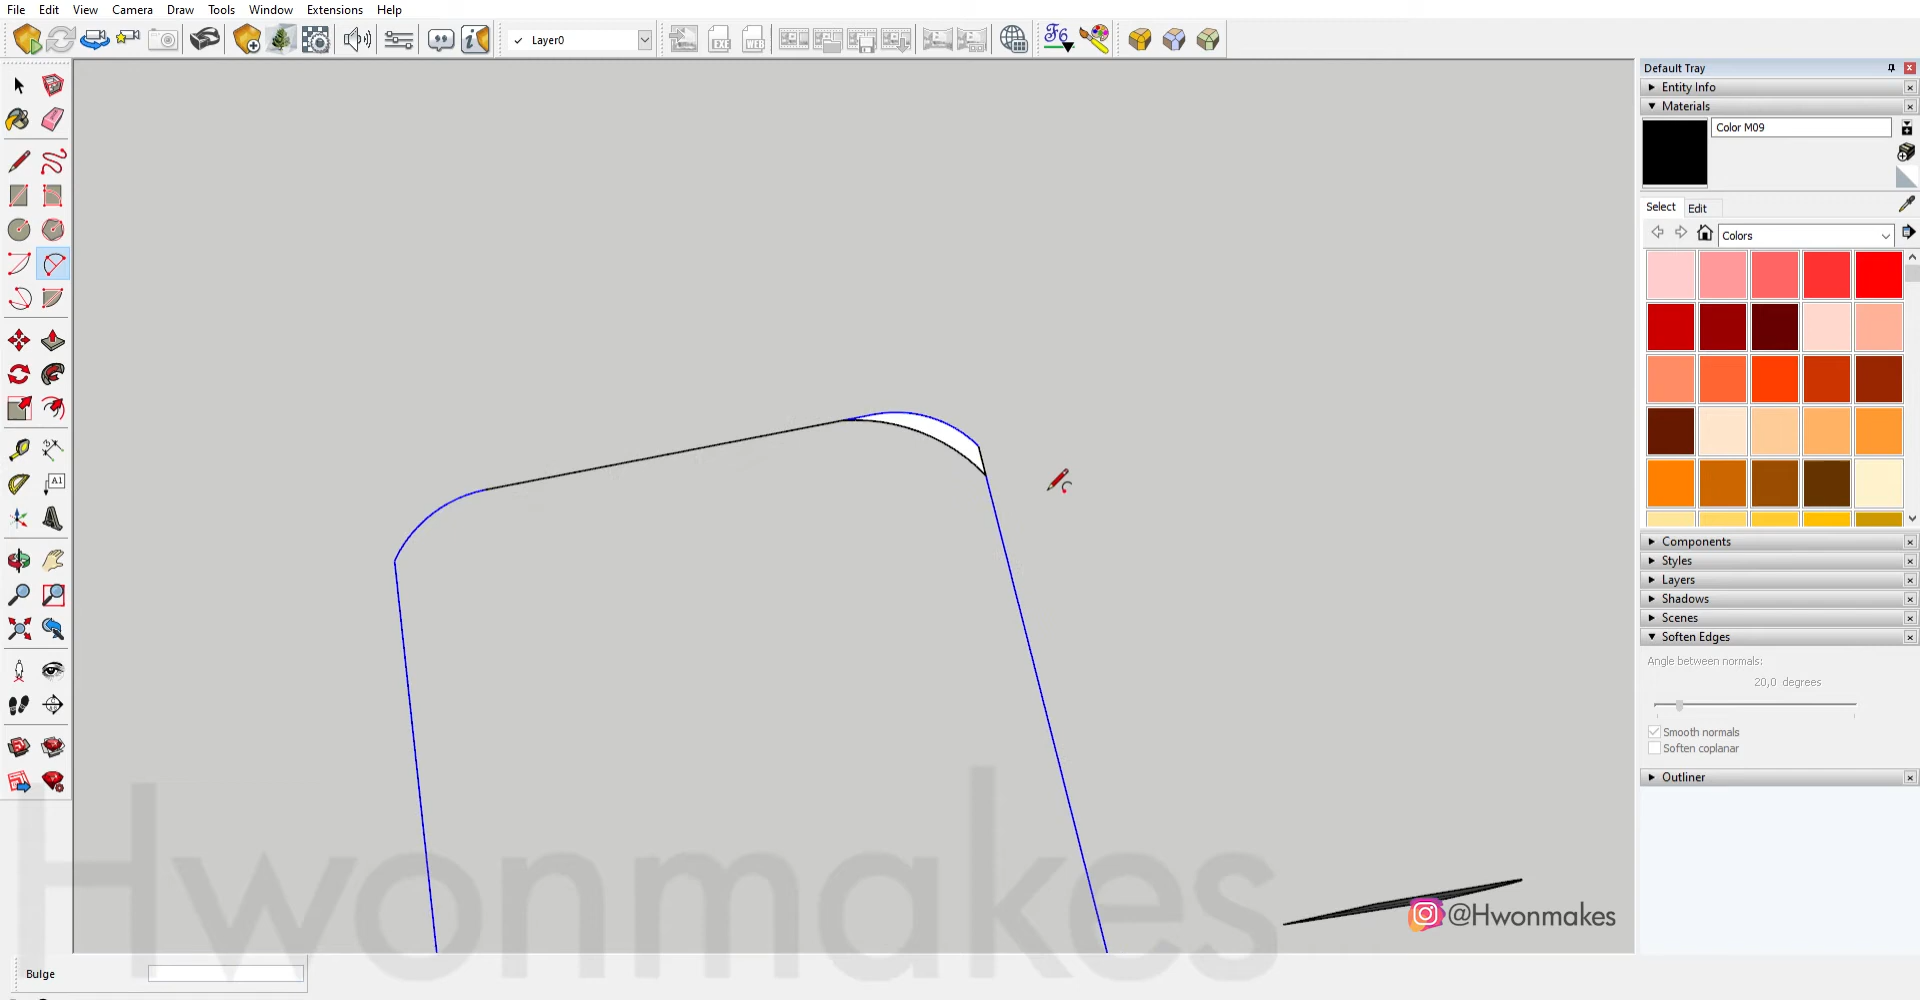 File Edit View Camera Draw Tools Window Extensions Help
Layer0
Default Tray
Entity Info
Materials
Color M09
Select Edit
Colors
Components
Styles
Layers
Shadows
Scenes
Soften Edges
Angle between normals:
20,0 degrees
Smooth normals
Soften coplanar
Outliner
Hwonmakes
@Hwonmakes
Bulge